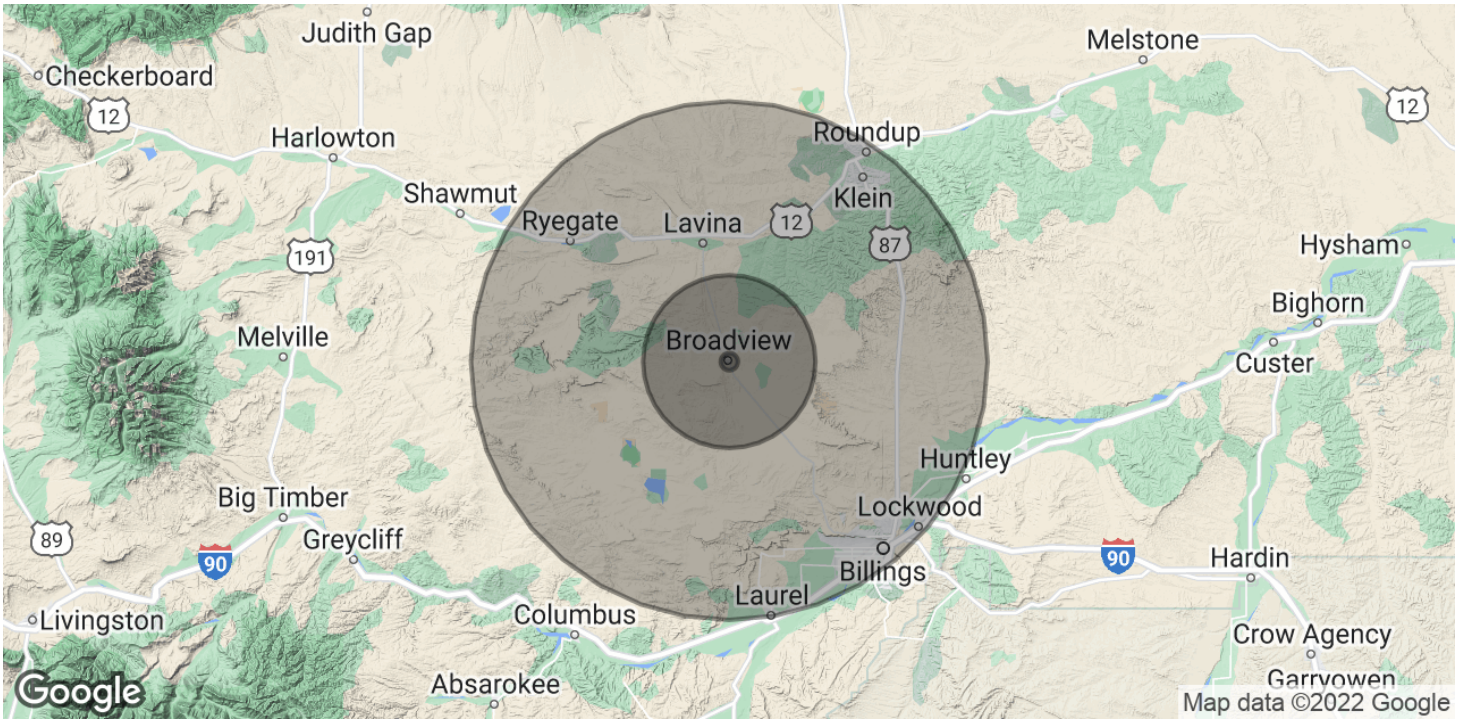 Judith Gap
Melstone
Checkerboard
12
12
Roundup
Harlowton
Klein
Shawmut
Ryegate
Lavina
12
87
Hysham
191
Bighorn
Broadview
Melville
Custer
Huntley
Big Timber
Lockwood
89
Greycliff
90
90
Hardin
Billings
Laurel
Columbus
Livingston
Crow Agency
Absarokee
Garryowen
Google
Map data ©2022 Google